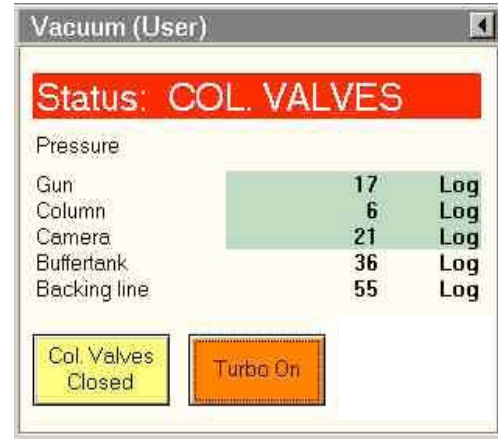 Vacuum (User)
Status: COL. VALVES
Pressure
Gun 17 Log
Column 6 Log
Camera 21 Log
Buffertank 36 Log
Backing line 55 Log
Col. Valves
Closed
Turbo On